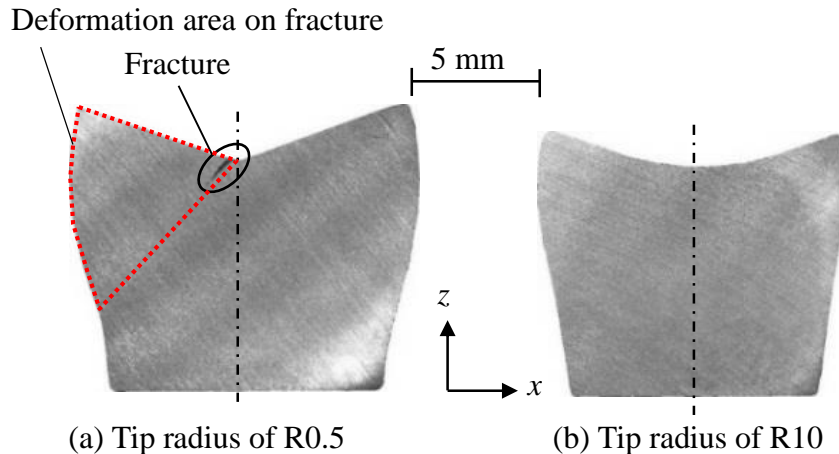 Deformation area on fracture
Fracture
5 mm
z
x
(a) Tip radius of R0.5
(b) Tip radius of R10